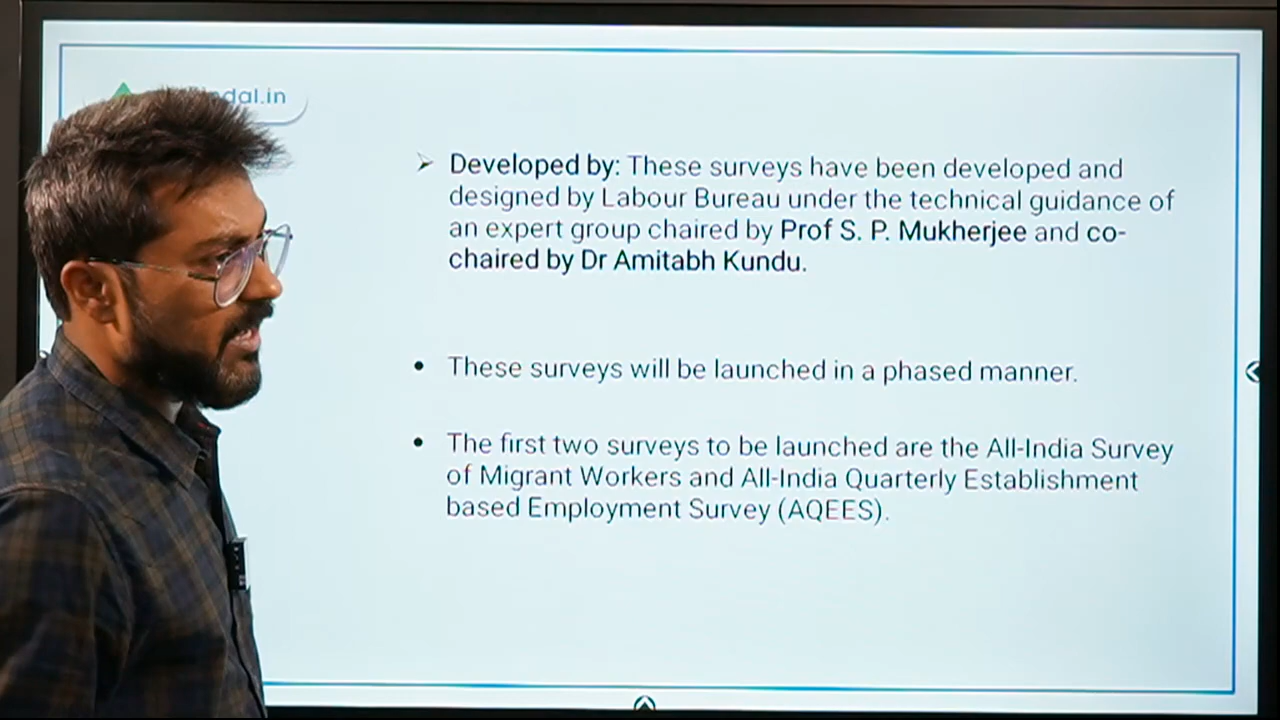 dal.in
Developed by: These surveys have been developed and
designed by Labour Bureau under the technical guidance of
an expert group chaired by Prof S. P. Mukherjee and co-
chaired by Dr Amitabh Kundu.
These surveys will be launched in a phased manner.
The first two surveys to be launched are the All-India Survey
of Migrant Workers and All-India Quarterly Establishment
based Employment Survey (AQEES).